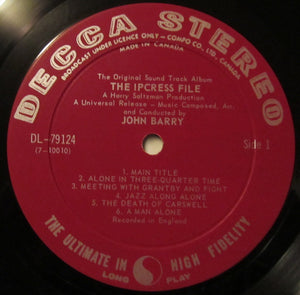 DECCA STEREO
BROADCAST UNDER LICENCE ONLY — COMPO CO., LTD., CANADA
MADE IN CANADA
The Original Sound Track Album
THE IPCRESS FILE
A Harry Saltzman Production
A Universal Release — Music Composed, Arr.
and Conducted by
JOHN BARRY
DL-79124
(7-10010)
Side 1
1. MAIN TITLE
2. ALONE IN THREE-QUARTER TIME
3. MEETING WITH GRANTBY AND FIGHT
4. JAZZ ALONG ALONE
5. THE DEATH OF CARSWELL
6. A MAN ALONE
Recorded in England
THE ULTIMATE IN HIGH FIDELITY
LONG PLAY